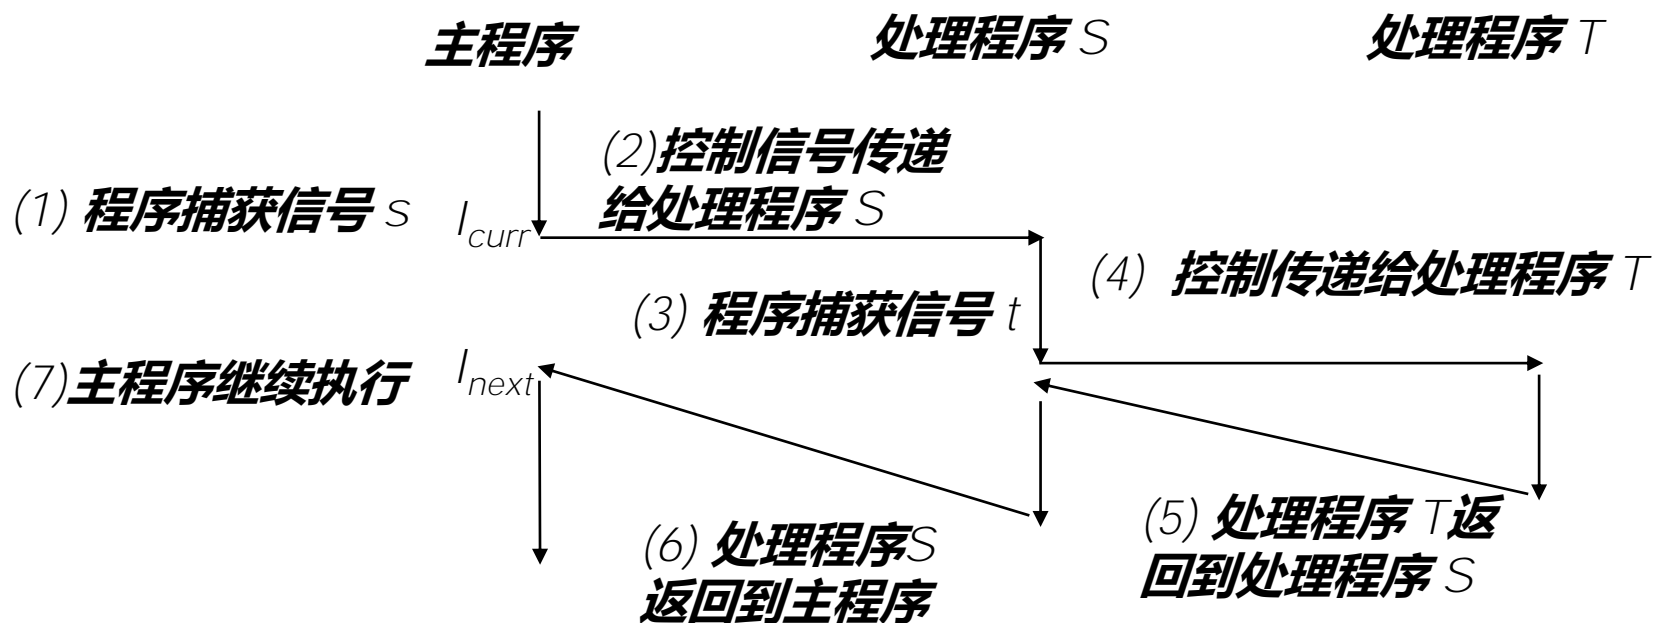 主程序
处理程序 S
处理程序 T
(1) 程序捕获信号 s
I_curr
(2)控制信号传递
给处理程序 S
(3) 程序捕获信号 t
(4) 控制传递给处理程序 T
(7)主程序继续执行
I_next
(6) 处理程序S
返回到主程序
(5) 处理程序 T返
回到处理程序 S